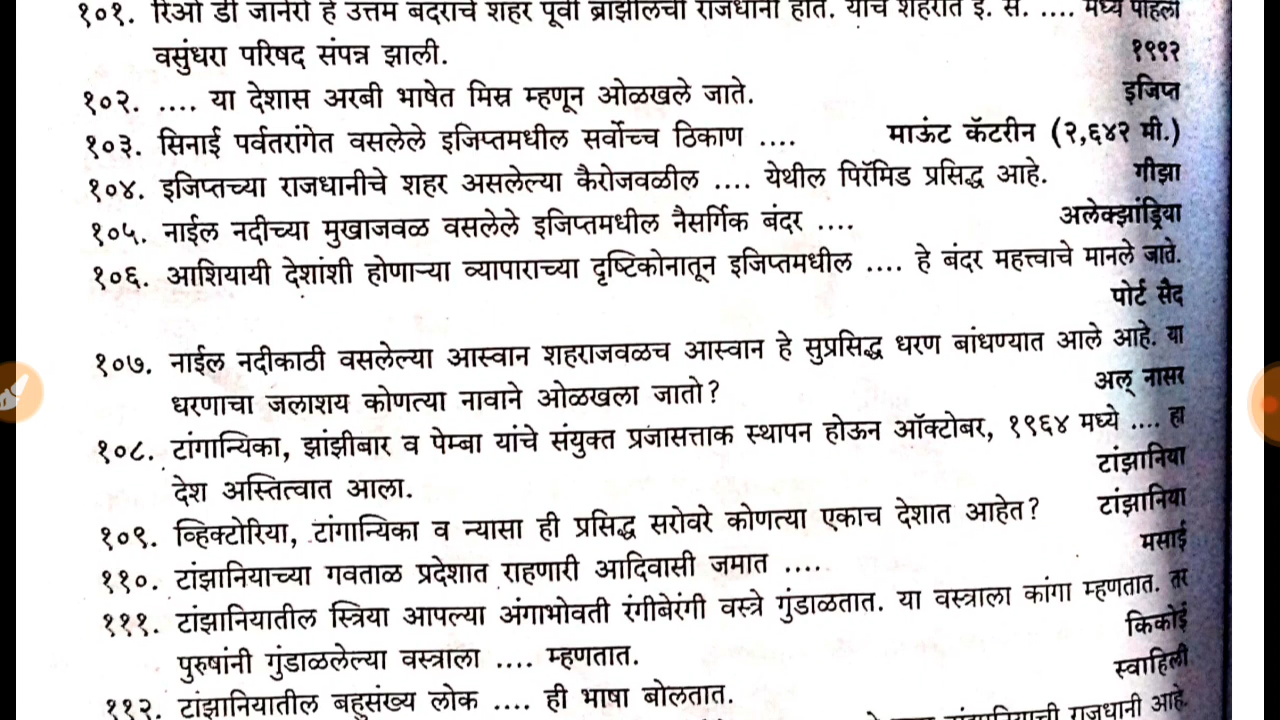 १०१. रिओ डी जानेरो हे उत्तम बंदराचे शहर पूर्वी ब्राझीलची राजधानी होते. याच शहरात इ. स. .... मध्ये पहिली
वसुंधरा परिषद संपन्न झाली. १९९२
१०२. .... या देशास अरबी भाषेत मिस्र म्हणून ओळखले जाते. इजिप्त
१०३. सिनाई पर्वतरांगेत वसलेले इजिप्तमधील सर्वोच्च ठिकाण .... माऊंट कॅटरीन (२,६४२ मी.)
१०४. इजिप्तच्या राजधानीचे शहर असलेल्या कैरोजवळील .... येथील पिरॅमिड प्रसिद्ध आहे. गीझा
१०५. नाईल नदीच्या मुखाजवळ वसलेले इजिप्तमधील नैसर्गिक बंदर .... अलेक्झांड्रिया
१०६. आशियायी देशांशी होणाऱ्या व्यापाराच्या दृष्टिकोनातून इजिप्तमधील .... हे बंदर महत्त्वाचे मानले जाते.
पोर्ट सैद
१०७. नाईल नदीकाठी वसलेल्या आस्वान शहराजवळच आस्वान हे सुप्रसिद्ध धरण बांधण्यात आले आहे. या
धरणाचा जलाशय कोणत्या नावाने ओळखला जातो? अल् नासर
१०८. टांगान्यिका, झांझीबार व पेम्बा यांचे संयुक्त प्रजासत्ताक स्थापन होऊन ऑक्टोबर, १९६४ मध्ये .... हा
देश अस्तित्वात आला. टांझानिया
१०९. व्हिक्टोरिया, टांगान्यिका व न्यासा ही प्रसिद्ध सरोवरे कोणत्या एकाच देशात आहेत? टांझानिया
११०. टांझानियाच्या गवताळ प्रदेशात राहणारी आदिवासी जमात .... मसाई
१११. टांझानियातील स्त्रिया आपल्या अंगाभोवती रंगीबेरंगी वस्त्रे गुंडाळतात. या वस्त्राला कांगा म्हणतात. तर
पुरुषांनी गुंडाळलेल्या वस्त्राला .... म्हणतात. किकोई
११२. टांझानियातील बहुसंख्य लोक .... ही भाषा बोलतात. स्वाहिली
टांझानियाची राजधानी आहे.